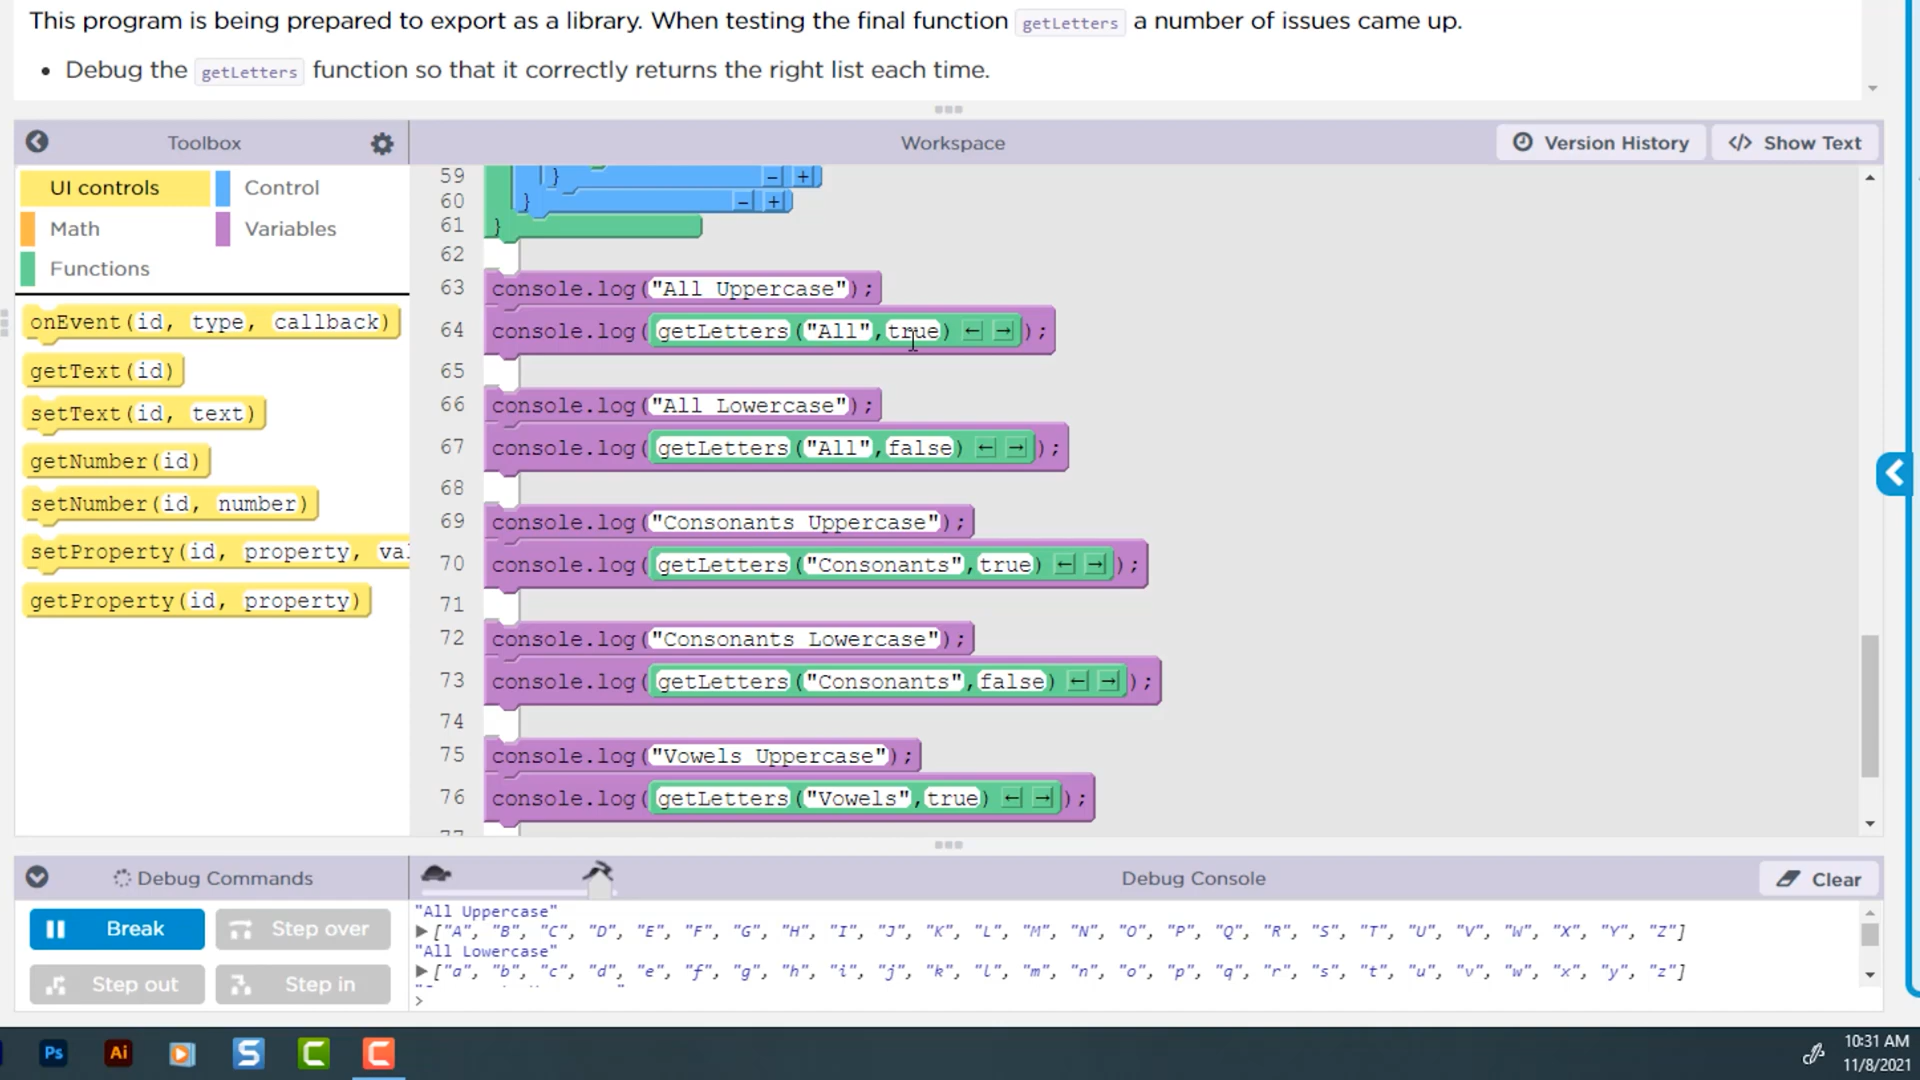 This program is being prepared to export as a library. When testing the final function getLetters a number of issues came up.
• Debug the getLetters function so that it correctly returns the right list each time.
Toolbox
Workspace
Version History
</> Show Text
UI controls
Control
Math
Variables
Functions
onEvent(id, type, callback)
getText(id)
setText(id, text)
getNumber(id)
setNumber(id, number)
setProperty(id, property, val
getProperty(id, property)
59 } - +
60 } - +
61 }
62
63 console.log("All Uppercase");
64 console.log(getLetters("All",true) ← →);
65
66 console.log("All Lowercase");
67 console.log(getLetters("All",false) ← →);
68
69 console.log("Consonants Uppercase");
70 console.log(getLetters("Consonants",true) ← →);
71
72 console.log("Consonants Lowercase");
73 console.log(getLetters("Consonants",false) ← →);
74
75 console.log("Vowels Uppercase");
76 console.log(getLetters("Vowels",true) ← →);
Debug Commands
Debug Console
Clear
Break
Step over
Step out
Step in
"All Uppercase"
["A", "B", "C", "D", "E", "F", "G", "H", "I", "J", "K", "L", "M", "N", "O", "P", "Q", "R", "S", "T", "U", "V", "W", "X", "Y", "Z"]
"All Lowercase"
["a", "b", "c", "d", "e", "f", "g", "h", "i", "j", "k", "l", "m", "n", "o", "p", "q", "r", "s", "t", "u", "v", "w", "x", "y", "z"]
>
Ps
Ai
S
C
C
10:31 AM
11/8/2021